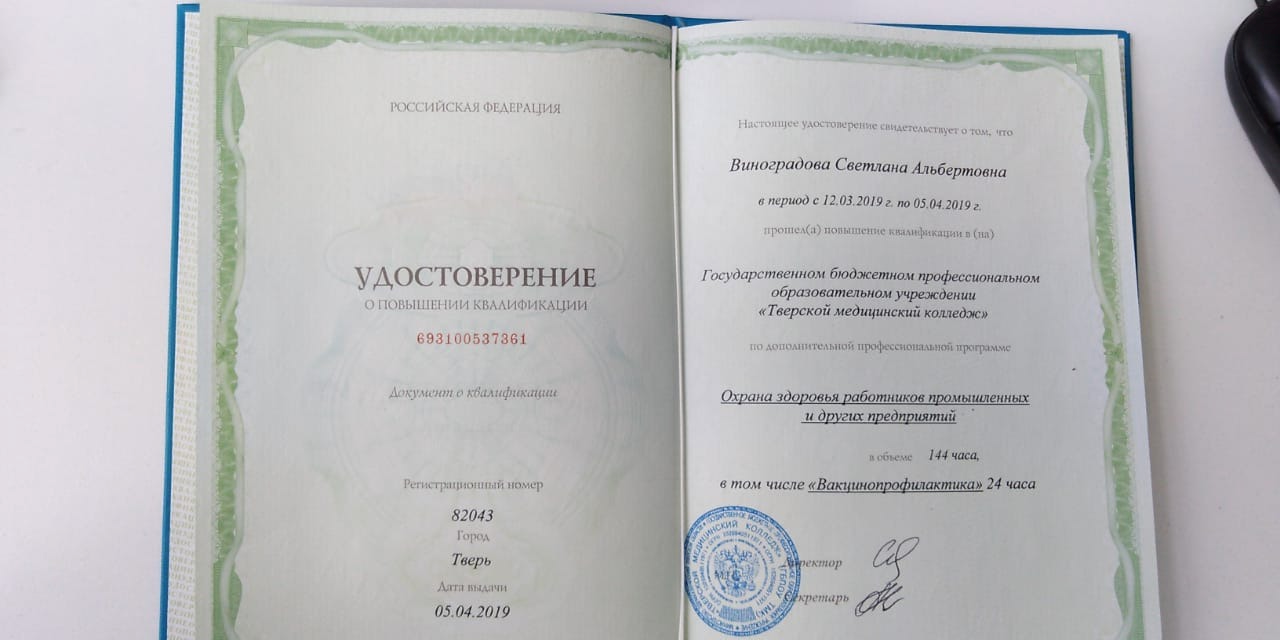 РОССИЙСКАЯ ФЕДЕРАЦИЯ
УДОСТОВЕРЕНИЕ
О ПОВЫШЕНИИ КВАЛИФИКАЦИИ
693100537361
Документ о квалификации
Регистрационный номер
82043
Город
Тверь
Дата выдачи
05.04.2019
Настоящее удостоверение свидетельствует о том, что
Виноградова Светлана Альбертовна
в период с 12.03.2019 г. по 05.04.2019 г.
прошел(а) повышение квалификации в (на)
Государственном бюджетном профессиональном
образовательном учреждении
«Тверской медицинский колледж»
по дополнительной профессиональной программе
Охрана здоровья работников промышленных
и других предприятий
в объеме 144 часа,
в том числе «Вакцинопрофилактика» 24 часа
Директор
Секретарь